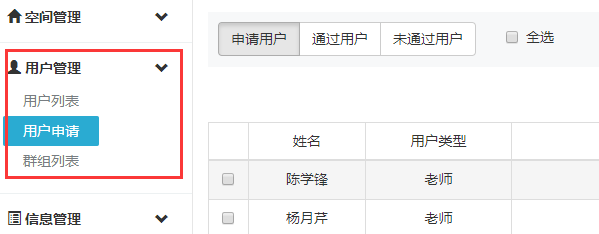 空间管理
用户管理
用户列表
用户申请
群组列表
信息管理
申请用户 通过用户 未通过用户 全选
姓名 用户类型
陈学锋 老师
杨月芹 老师